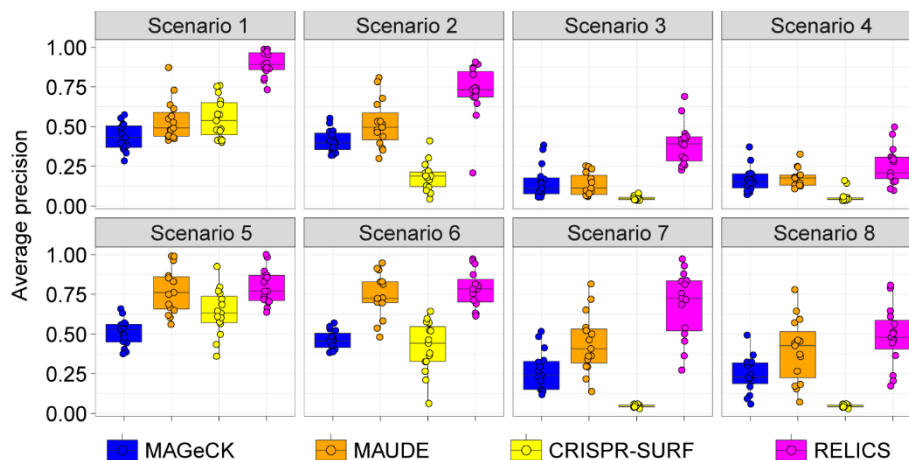 Scenario 1 Scenario 2 Scenario 3 Scenario 4
1.00
0.75
0.50
0.25
0.00
Average precision
Scenario 5 Scenario 6 Scenario 7 Scenario 8
1.00
0.75
0.50
0.25
0.00
MAGeCK MAUDE CRISPR-SURF RELICS